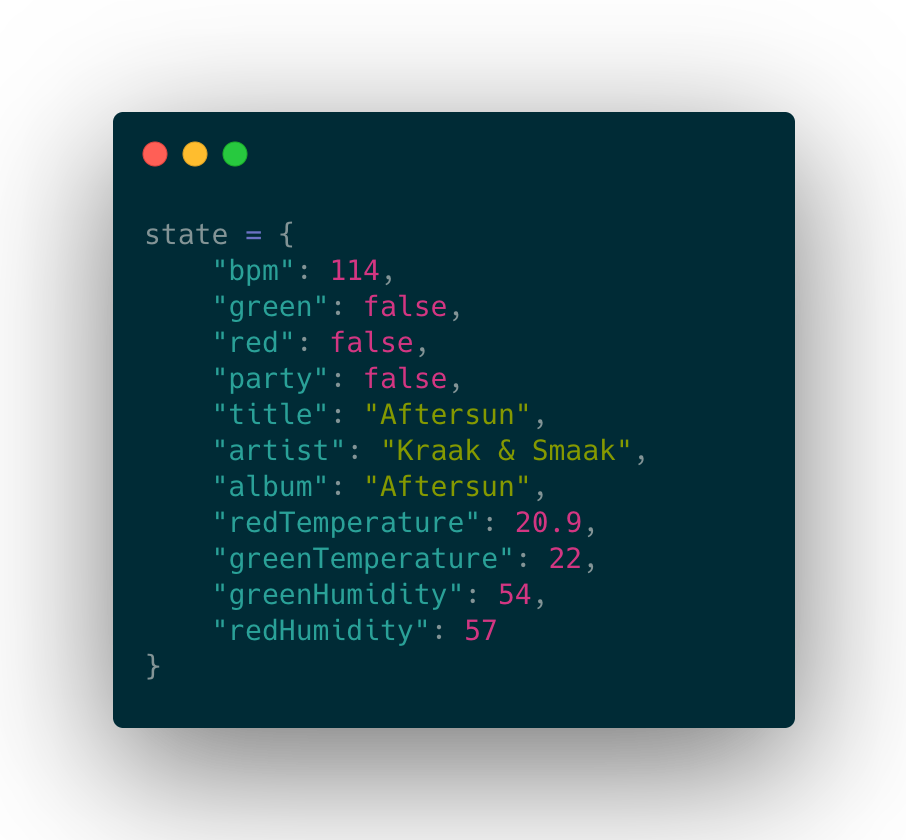 state = {
    "bpm": 114,
    "green": false,
    "red": false,
    "party": false,
    "title": "Aftersun",
    "artist": "Kraak & Smaak",
    "album": "Aftersun",
    "redTemperature": 20.9,
    "greenTemperature": 22,
    "greenHumidity": 54,
    "redHumidity": 57
}